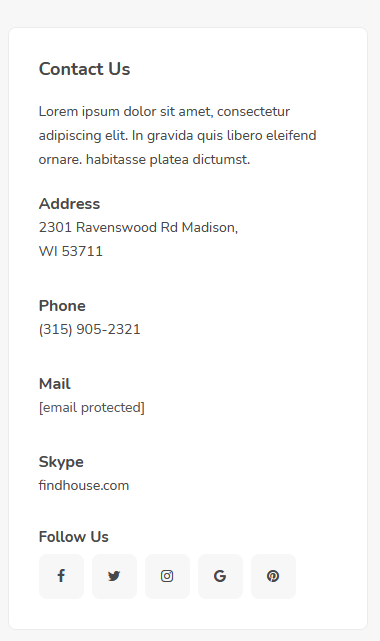 Contact Us
Lorem ipsum dolor sit amet, consectetur
adipiscing elit. In gravida quis libero eleifend
ornare. habitasse platea dictumst.
Address
2301 Ravenswood Rd Madison,
WI 53711
Phone
(315) 905-2321
Mail
[email protected]
Skype
findhouse.com
Follow Us